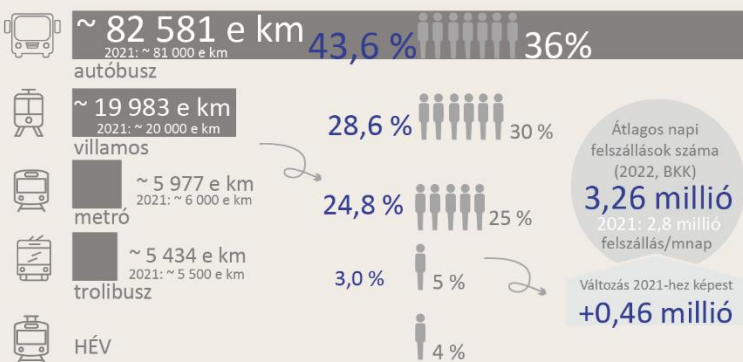 ~ 82 581 e km
2021: ~ 81 000 e km
43,6 %
36%
autóbusz
~ 19 983 e km
2021: ~ 20 000 e km
28,6 %
30 %
villamos
~ 5 977 e km
2021: ~ 6 000 e km
24,8 %
25 %
metró
~ 5 434 e km
2021: ~ 5 500 e km
3,0 %
5 %
trolibusz
HÉV
4 %
Átlagos napi
felszállások száma
(2022, BKK)
3,26 millió
2021: 2,8 millió
felszállás/mnap
Változás 2021-hez képest
+0,46 millió